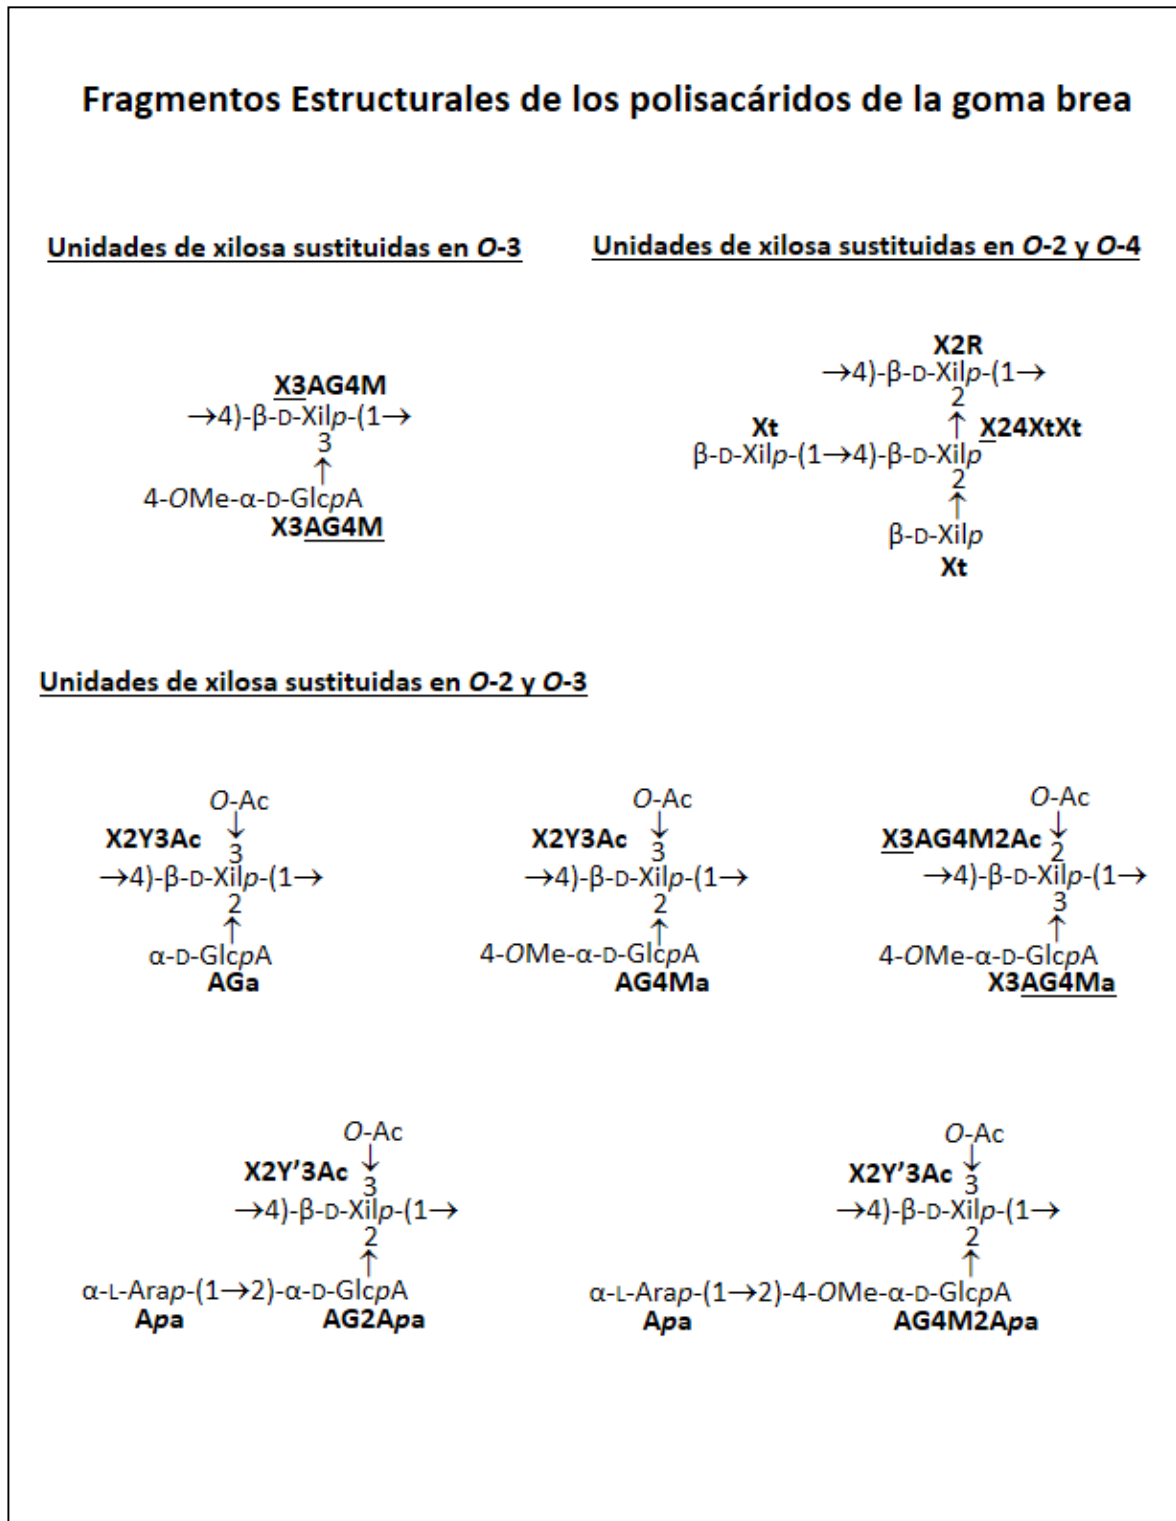 Fragmentos Estructurales de los polisacáridos de la goma brea
Unidades de xilosa sustituidas en O-3
X3AG4M
→4)-β-D-Xilp-(1→
3
↑
4-OMe-α-D-GlcpA
X3AG4M
Unidades de xilosa sustituidas en O-2 y O-4
X2R
→4)-β-D-Xilp-(1→
2
Xt ↑ X24XtXt
β-D-Xilp-(1→4)-β-D-Xilp
2
↑
β-D-Xilp
Xt
Unidades de xilosa sustituidas en O-2 y O-3
O-Ac
X2Y3Ac ↓
3
→4)-β-D-Xilp-(1→
2
↑
α-D-GlcpA
AGa
O-Ac
X2Y3Ac ↓
3
→4)-β-D-Xilp-(1→
2
↑
4-OMe-α-D-GlcpA
AG4Ma
O-Ac
X3AG4M2Ac ↓
2
→4)-β-D-Xilp-(1→
3
↑
4-OMe-α-D-GlcpA
X3AG4Ma
O-Ac
X2Y’3Ac ↓
3
→4)-β-D-Xilp-(1→
2
↑
α-L-Arap-(1→2)-α-D-GlcpA
Apa AG2Apa
O-Ac
X2Y’3Ac ↓
3
→4)-β-D-Xilp-(1→
2
↑
α-L-Arap-(1→2)-4-OMe-α-D-GlcpA
Apa AG4M2Apa